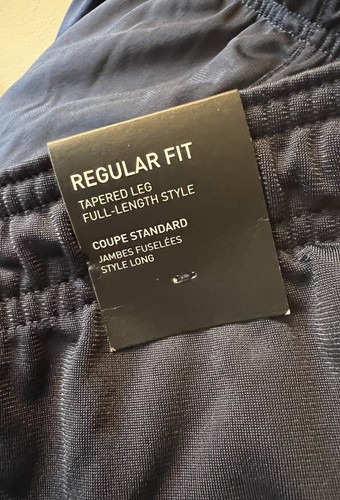 REGULAR FIT
TAPERED LEG
FULL-LENGTH STYLE
COUPE STANDARD
JAMBES FUSELÉES
STYLE LONG